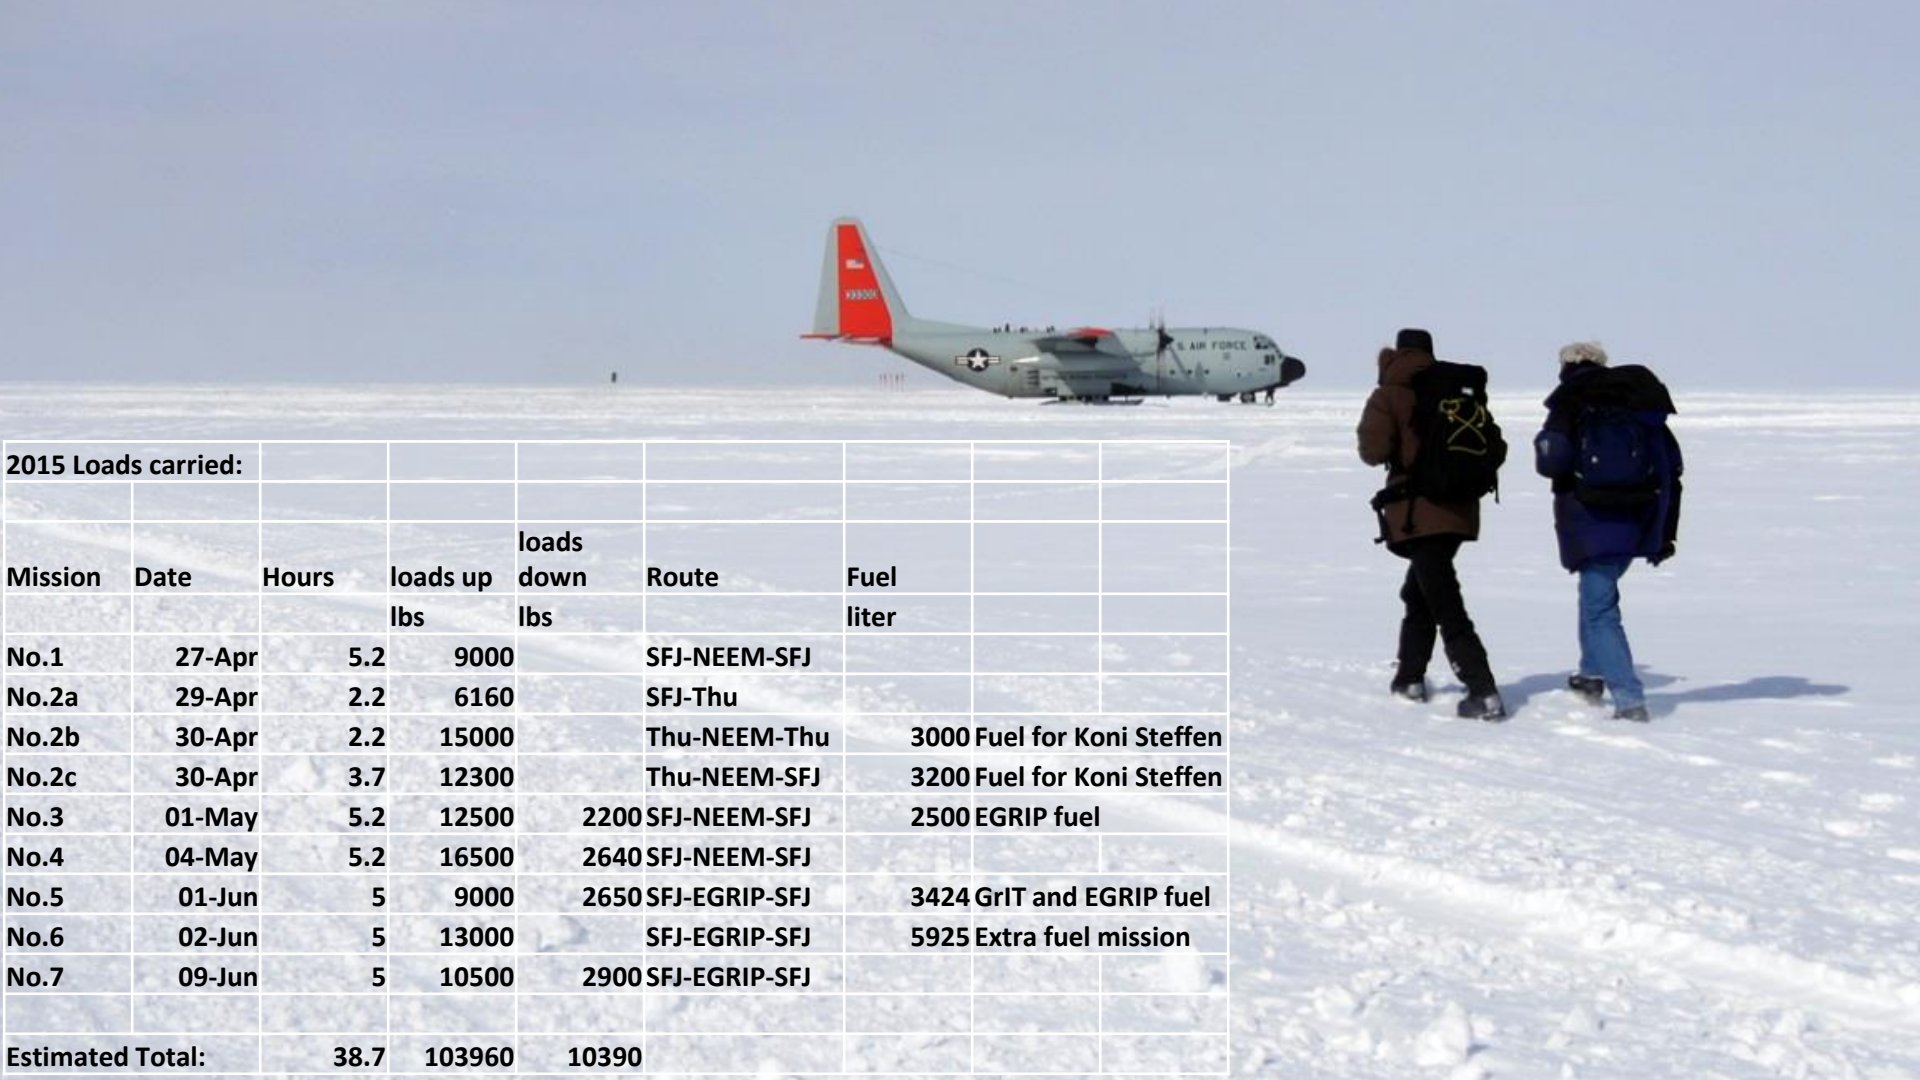 33300
S. AIR FORCE
2015 Loads carried:
Mission Date Hours loads up loads down Route Fuel
lbs lbs liter
No.1 27-Apr 5.2 9000 SFJ-NEEM-SFJ
No.2a 29-Apr 2.2 6160 SFJ-Thu
No.2b 30-Apr 2.2 15000 Thu-NEEM-Thu 3000 Fuel for Koni Steffen
No.2c 30-Apr 3.7 12300 Thu-NEEM-SFJ 3200 Fuel for Koni Steffen
No.3 01-May 5.2 12500 2200 SFJ-NEEM-SFJ 2500 EGRIP fuel
No.4 04-May 5.2 16500 2640 SFJ-NEEM-SFJ
No.5 01-Jun 5 9000 2650 SFJ-EGRIP-SFJ 3424 GrIT and EGRIP fuel
No.6 02-Jun 5 13000 SFJ-EGRIP-SFJ 5925 Extra fuel mission
No.7 09-Jun 5 10500 2900 SFJ-EGRIP-SFJ
Estimated Total: 38.7 103960 10390